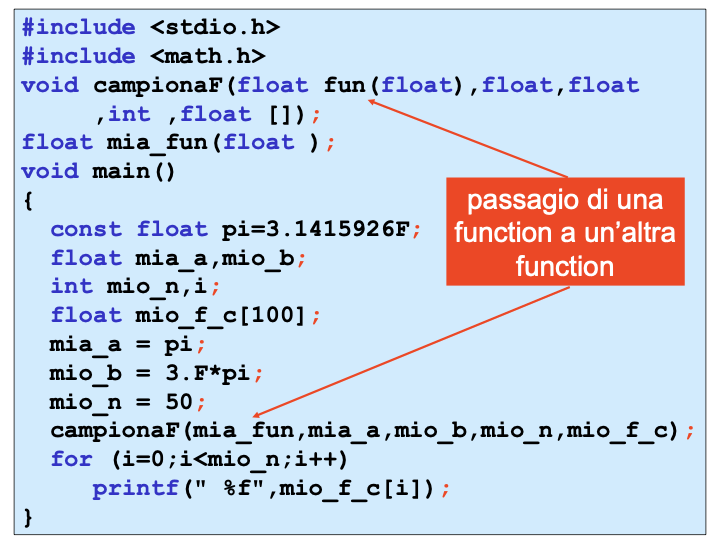 #include <stdio.h>
#include <math.h>
void campionaF(float fun(float),float,float
,int ,float []);
float mia_fun(float );
void main()
{
const float pi=3.1415926F;
float mia_a,mio_b;
int mio_n,i;
float mio_f_c[100];
mia_a = pi;
mio_b = 3.F*pi;
mio_n = 50;
campionaF(mia_fun,mia_a,mio_b,mio_n,mio_f_c);
for (i=0;i<mio_n;i++)
printf(" %f",mio_f_c[i]);
}
passagio di una
function a un’altra
function